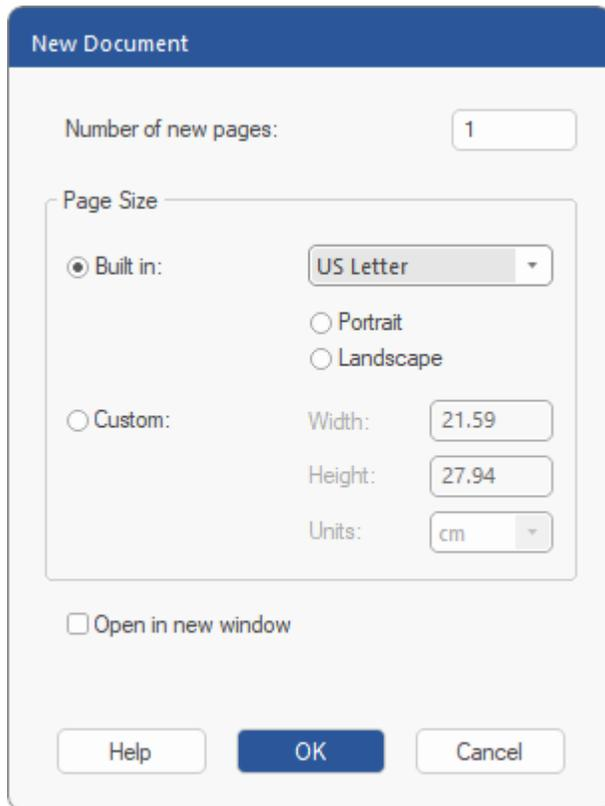 New Document
Number of new pages: 1
Page Size
Built in: US Letter
Portrait
Landscape
Custom: Width: 21.59
Height: 27.94
Units: cm
Open in new window
Help OK Cancel